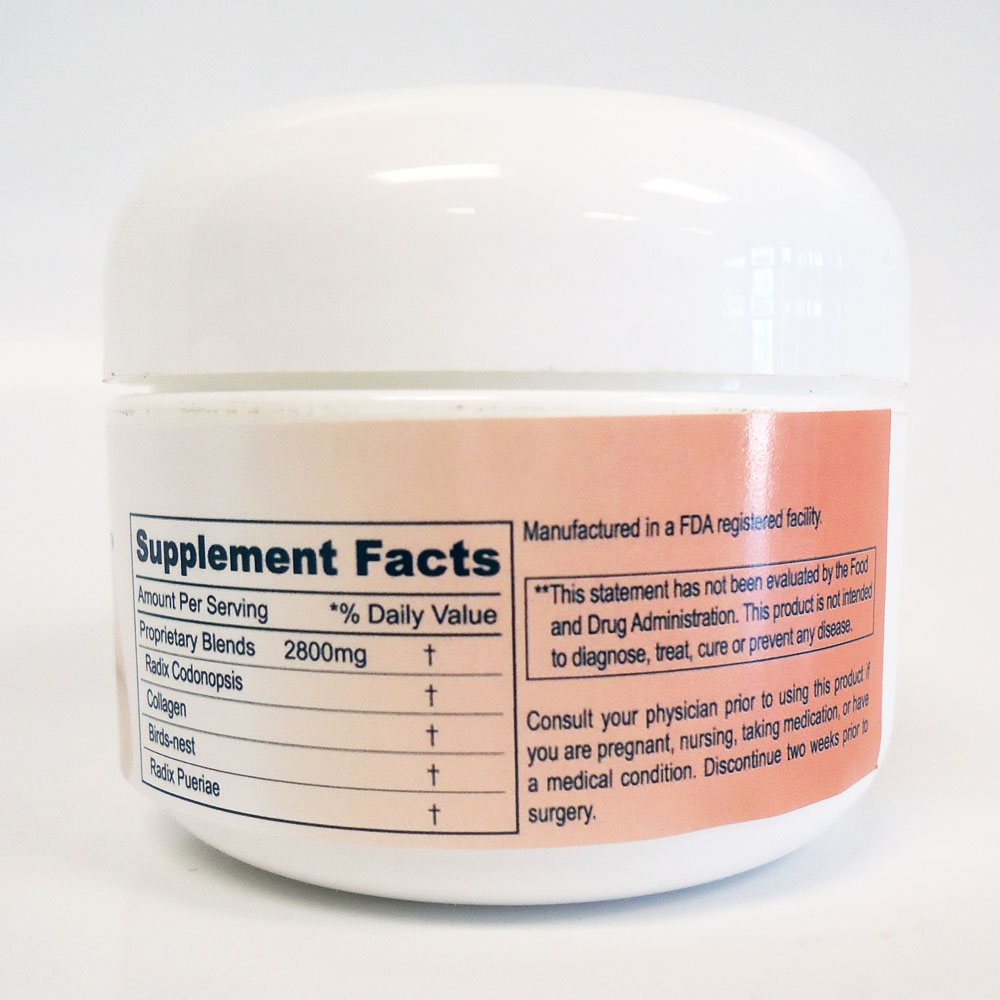 Supplement Facts
Amount Per Serving *% Daily Value
Proprietary Blends 2800mg †
Radix Codonopsis †
Collagen †
Birds-nest †
Radix Pueriae †
Manufactured in a FDA registered facility.
**This statement has not been evaluated by the Food
and Drug Administration. This product is not intended
to diagnose, treat, cure or prevent any disease.
Consult your physician prior to using this product if
you are pregnant, nursing, taking medication, or have
a medical condition. Discontinue two weeks prior to
surgery.